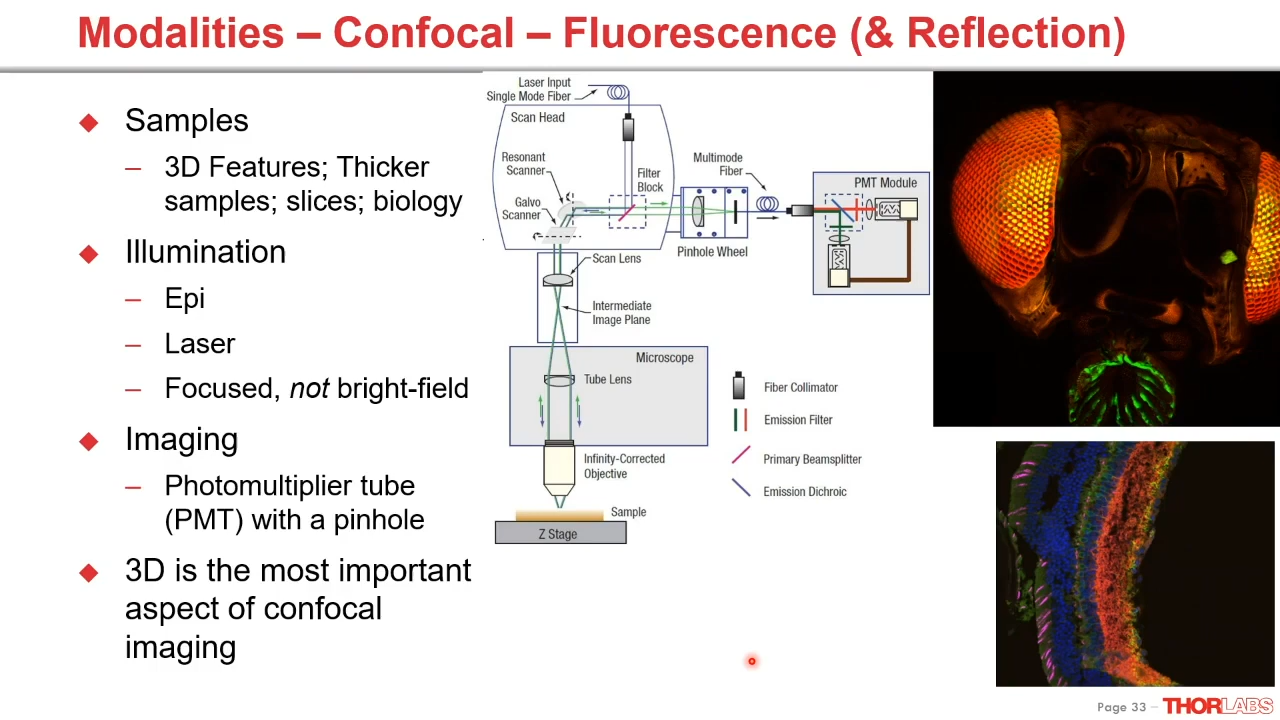 Modalities – Confocal – Fluorescence (& Reflection)
Samples
– 3D Features; Thicker
samples; slices; biology
Illumination
– Epi
– Laser
– Focused, not bright-field
Imaging
– Photomultiplier tube
(PMT) with a pinhole
3D is the most important
aspect of confocal
imaging
Laser Input
Single Mode Fiber
Scan Head
Resonant
Scanner
Galvo
Scanner
Filter
Block
Multimode
Fiber
PMT Module
Pinhole Wheel
Scan Lens
Intermediate
Image Plane
Microscope
Tube Lens
Infinity-Corrected
Objective
Sample
Z Stage
Fiber Collimator
Emission Filter
Primary Beamsplitter
Emission Dichroic
Page 33 –
THORLABS